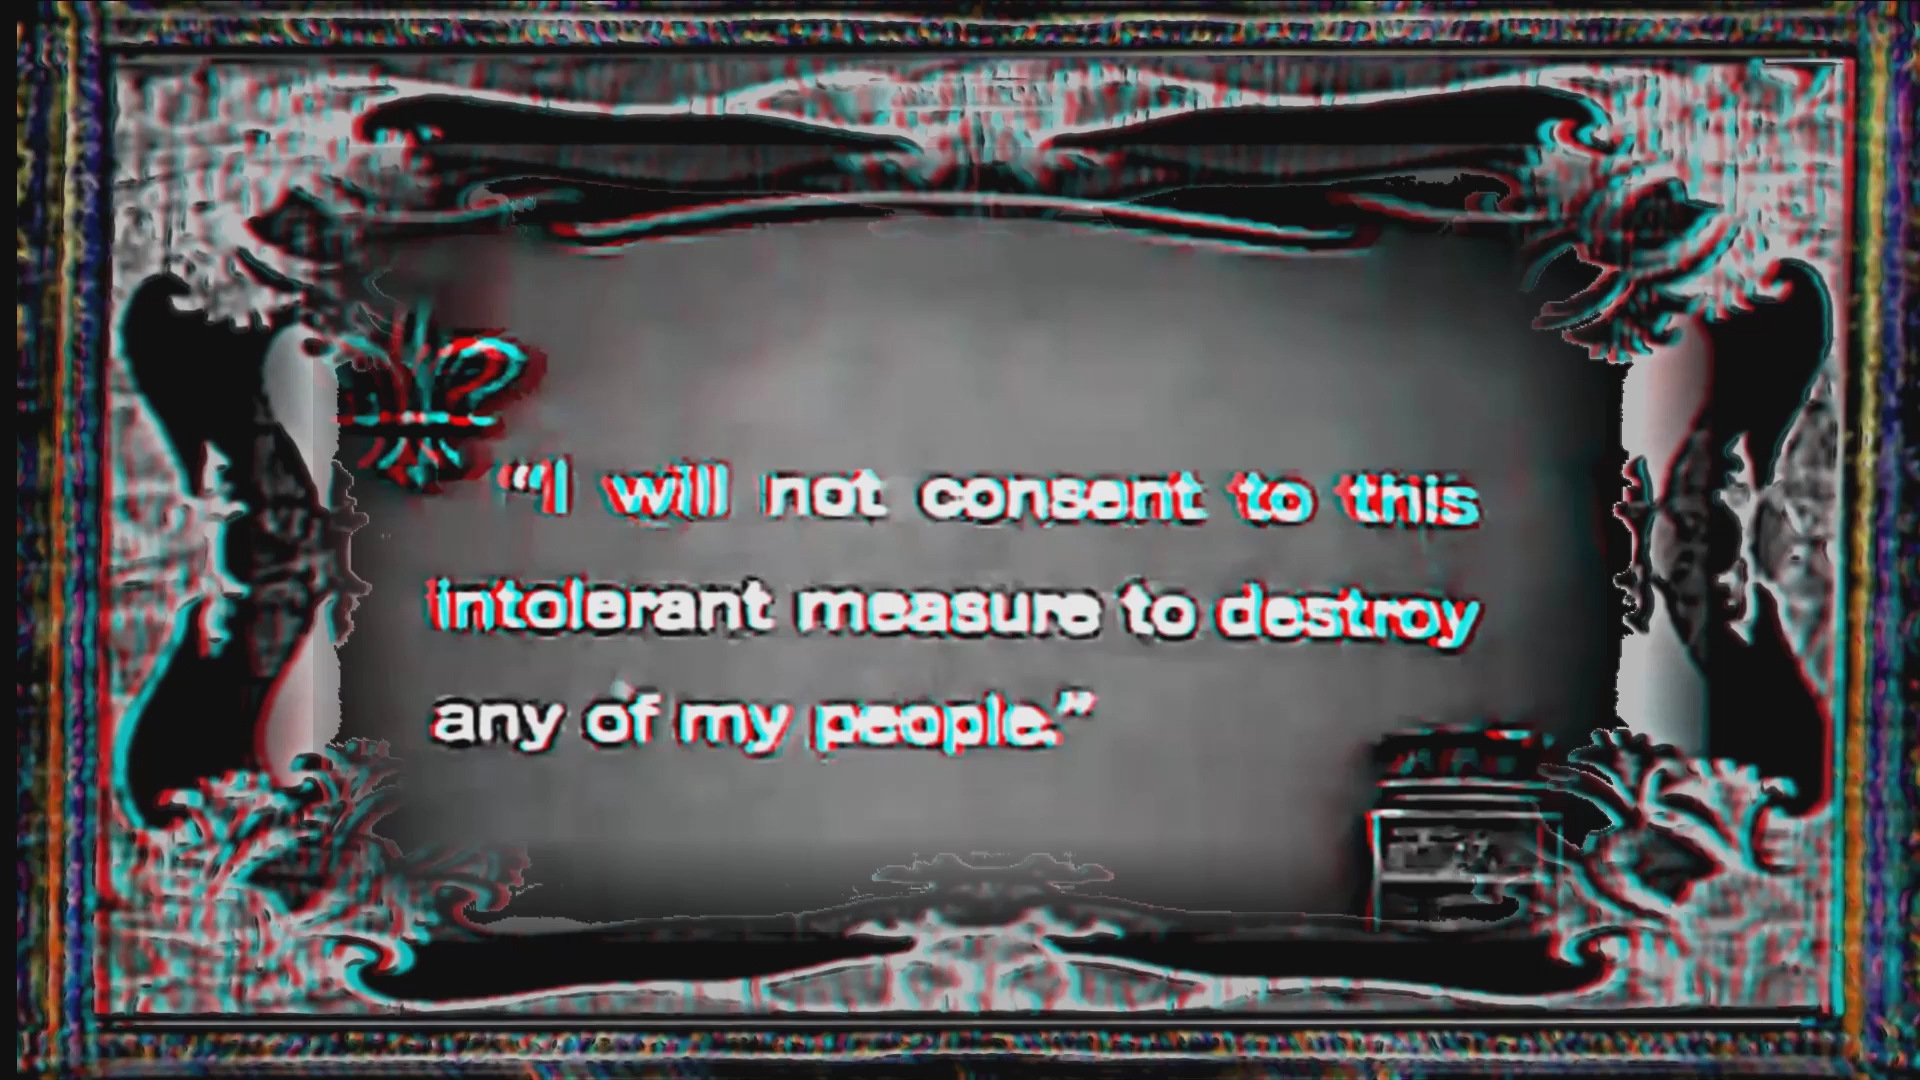 “I will not consent to this
intolerant measure to destroy
any of my people.”